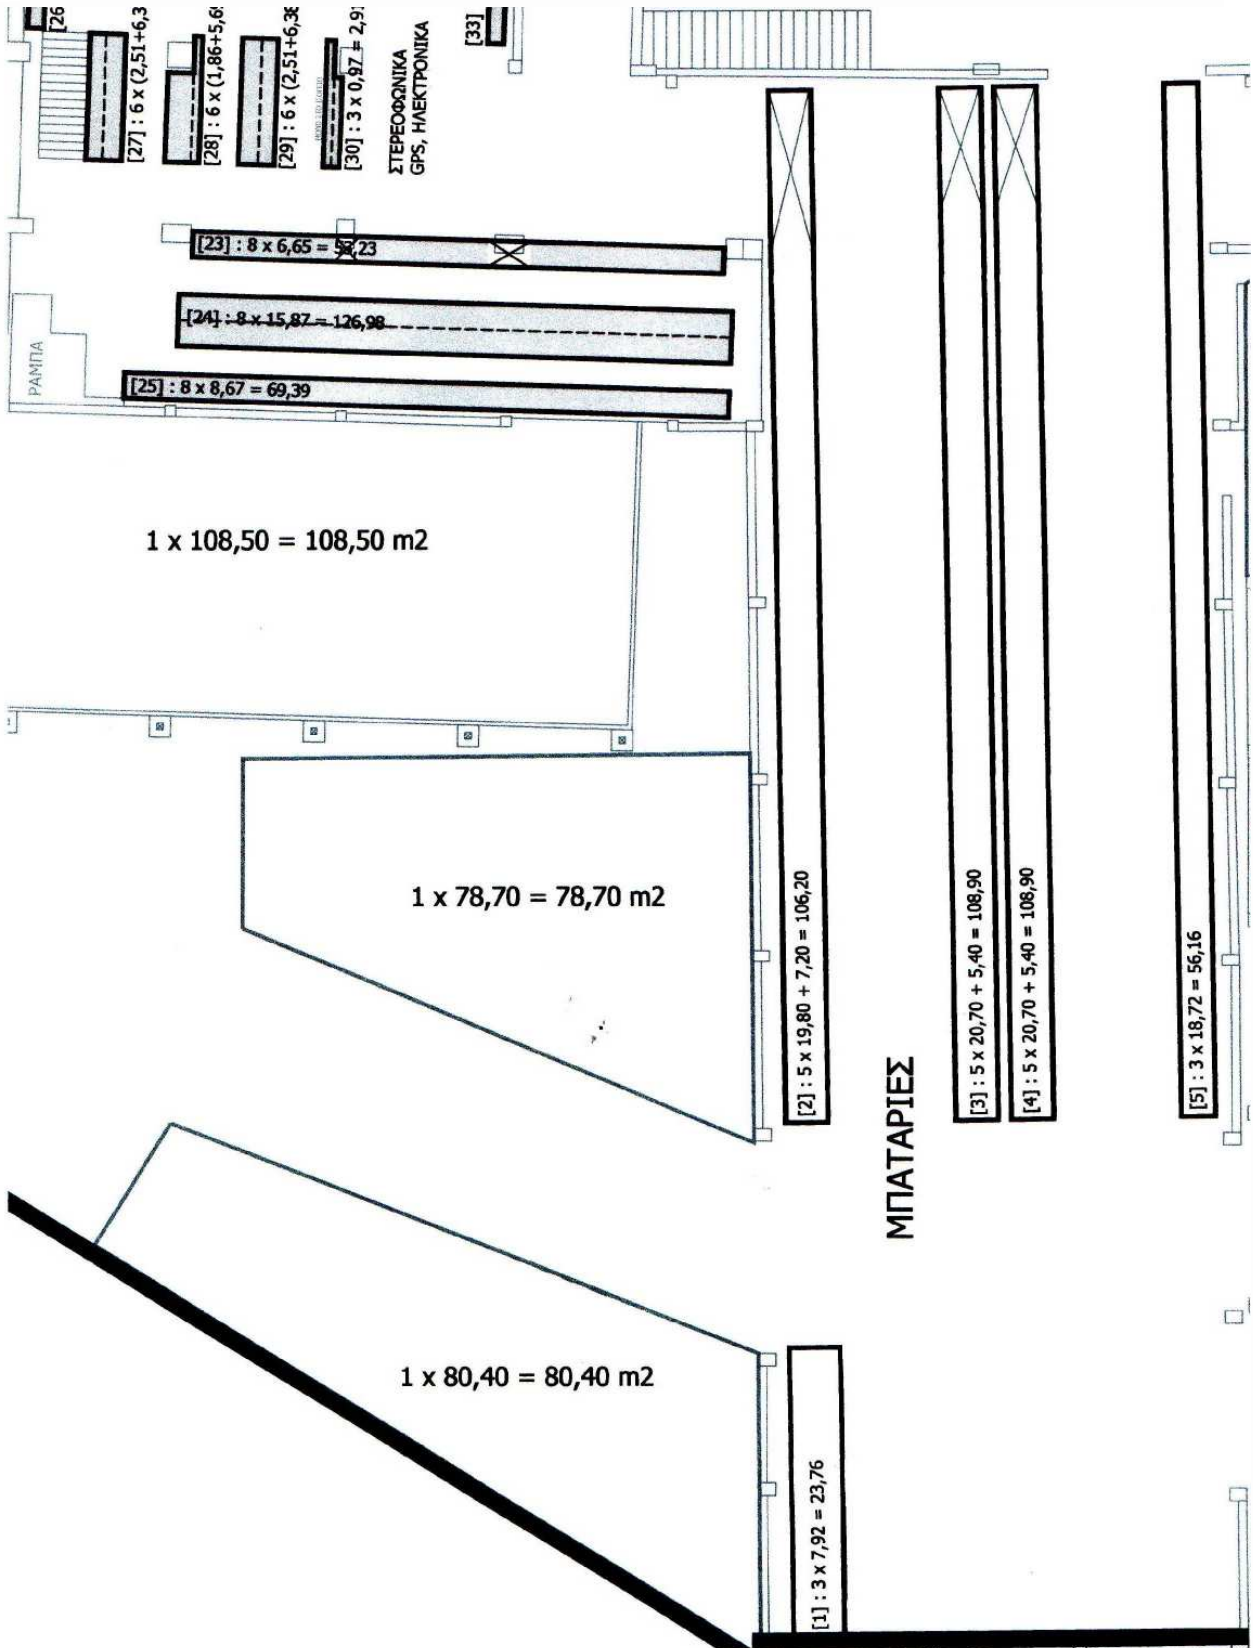 [26
[27] : 6 x (2,51+6,3
[28] : 6 x (1,86+5,6
[29] : 6 x (2,51+6,38
[30] : 3 x 0,97 = 2,91
ΣΤΕΡΕΟΦΩΝΙΚΑ
GPS, ΗΛΕΚΤΡΟΝΙΚΑ
[33]
[23] : 8 x 6,65 = 53,23
[24] : 8 x 15,87 = 126,98
[25] : 8 x 8,67 = 69,39
ΡΑΜΠΑ
1 x 108,50 = 108,50 m2
1 x 78,70 = 78,70 m2
1 x 80,40 = 80,40 m2
[2] : 5 x 19,80 + 7,20 = 106,20
[3] : 5 x 20,70 + 5,40 = 108,90
[4] : 5 x 20,70 + 5,40 = 108,90
[5] : 3 x 18,72 = 56,16
ΜΠΑΤΑΡΙΕΣ
[1] : 3 x 7,92 = 23,76